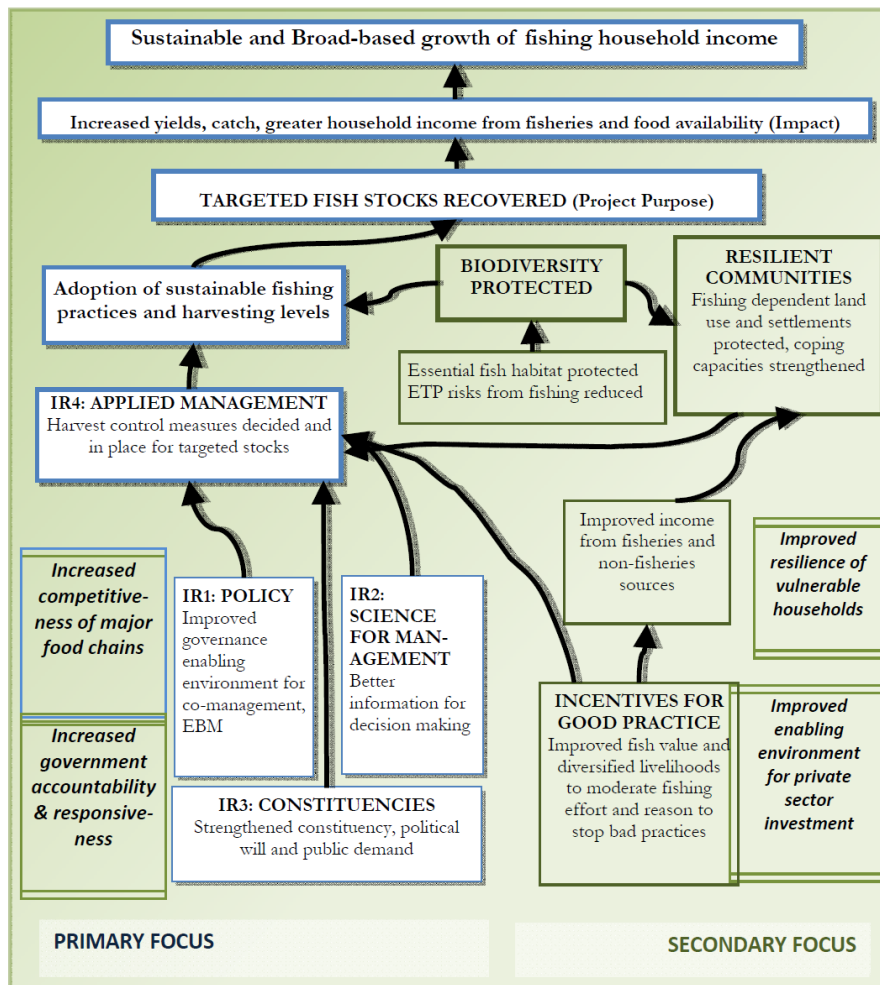 Sustainable and Broad-based growth of fishing household income
Increased yields, catch, greater household income from fisheries and food availability (Impact)
TARGETED FISH STOCKS RECOVERED (Project Purpose)
Adoption of sustainable fishing
practices and harvesting levels
BIODIVERSITY
PROTECTED
RESILIENT
COMMUNITIES
Fishing dependent land
use and settlements
protected, coping
capacities strengthened
Essential fish habitat protected
ETP risks from fishing reduced
IR4: APPLIED MANAGEMENT
Harvest control measures decided and
in place for targeted stocks
Improved income
from fisheries and
non-fisheries
sources
Improved
resilience of
vulnerable
households
Increased
competitive-
ness of major
food chains
IR1: POLICY
Improved
governance
enabling
environment for
co-management,
EBM
IR2:
SCIENCE
FOR MAN-
AGEMENT
Better
information for
decision making
INCENTIVES FOR
GOOD PRACTICE
Improved fish value and
diversified livelihoods
to moderate fishing
effort and reason to
stop bad practices
Improved
enabling
environment
for private
sector
investment
Increased
government
accountability
& responsive-
ness
IR3: CONSTITUENCIES
Strengthened constituency, political
will and public demand
PRIMARY FOCUS
SECONDARY FOCUS